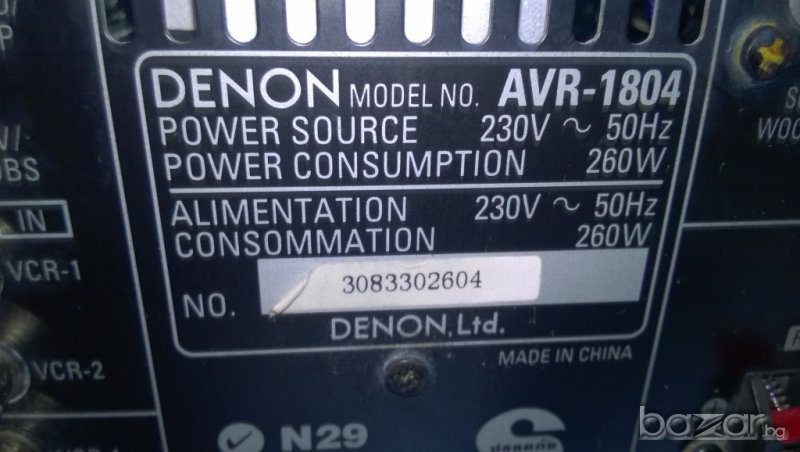 DENON MODEL NO. AVR-1804
POWER SOURCE 230V ~ 50Hz
POWER CONSUMPTION 260W
ALIMENTATION 230V ~ 50Hz
CONSOMMATION 260W
NO. 3083302604
DENON, Ltd.
MADE IN CHINA
IN
VCR-1
VCR-2
N29
bazar.bg